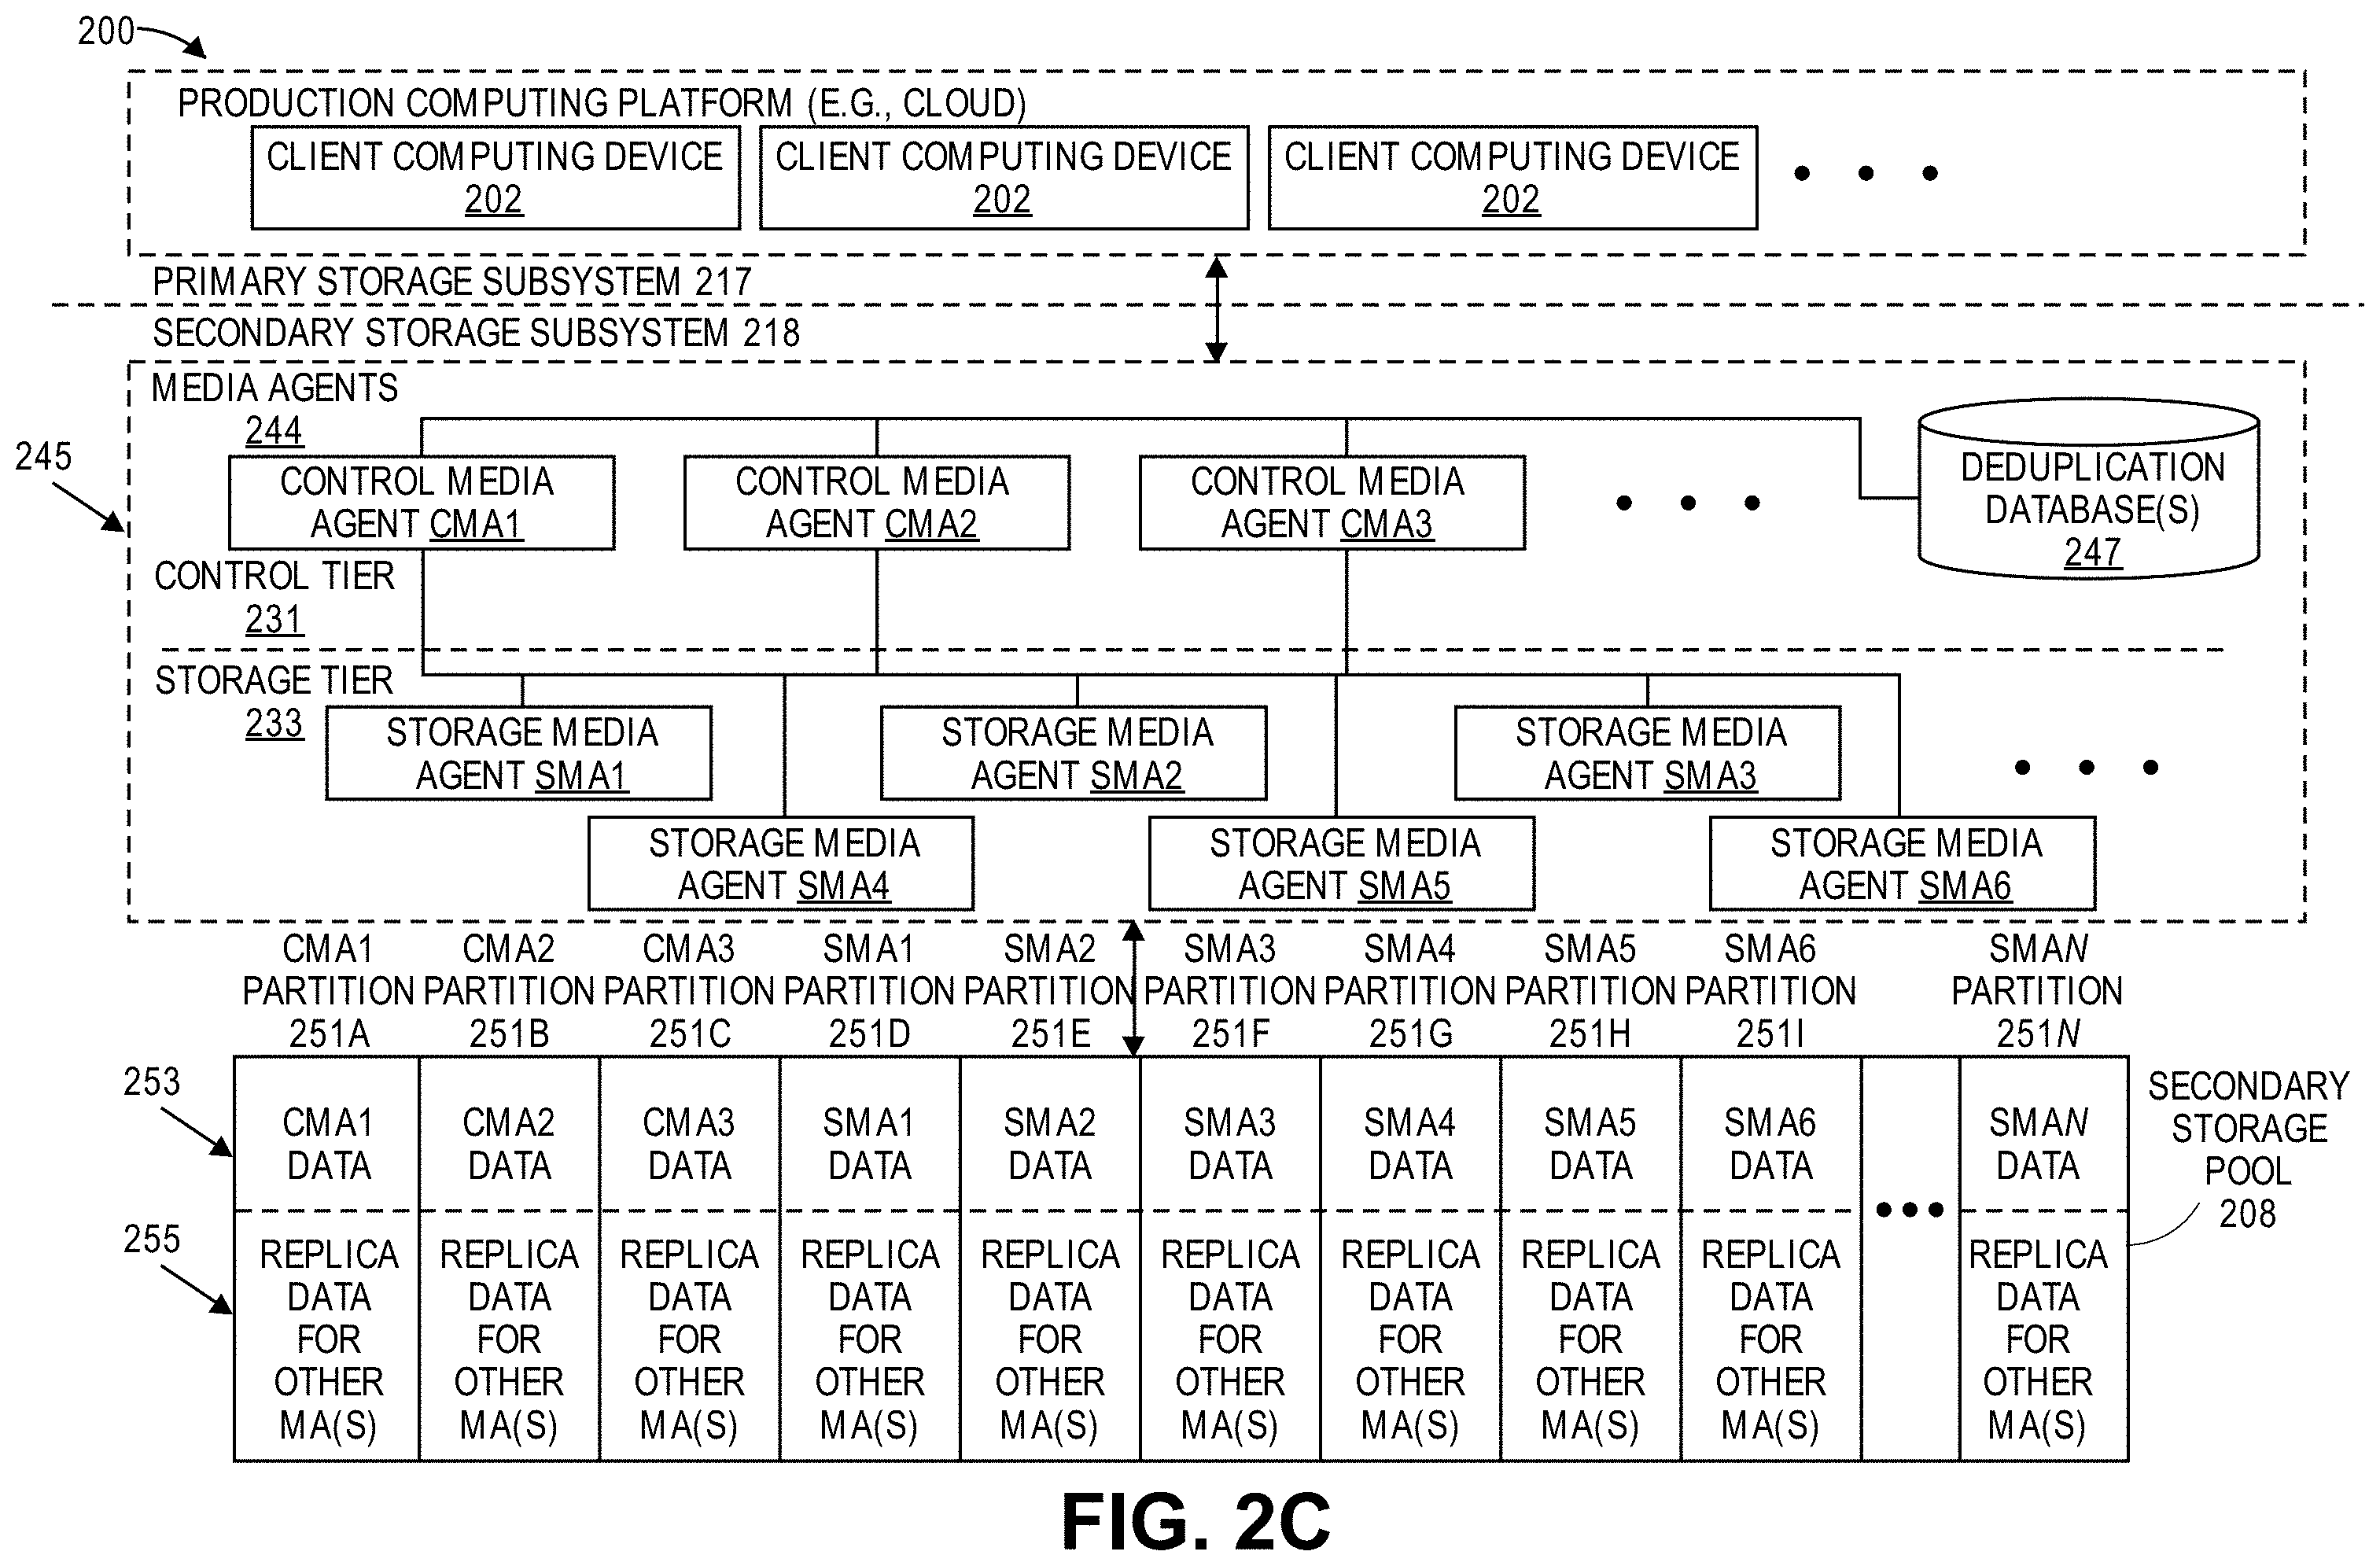 200
PRODUCTION COMPUTING PLATFORM (E.G., CLOUD)
CLIENT COMPUTING DEVICE
202
CLIENT COMPUTING DEVICE
202
CLIENT COMPUTING DEVICE
202
PRIMARY STORAGE SUBSYSTEM 217
SECONDARY STORAGE SUBSYSTEM 218
245
MEDIA AGENTS
244
CONTROL MEDIA
AGENT CMA1
CONTROL MEDIA
AGENT CMA2
CONTROL MEDIA
AGENT CMA3
DEDUPLICATION
DATABASE(S)
247
CONTROL TIER
231
STORAGE TIER
233
STORAGE MEDIA
AGENT SMA1
STORAGE MEDIA
AGENT SMA2
STORAGE MEDIA
AGENT SMA3
STORAGE MEDIA
AGENT SMA4
STORAGE MEDIA
AGENT SMA5
STORAGE MEDIA
AGENT SMA6
CMA1
PARTITION
251A
CMA2
PARTITION
251B
CMA3
PARTITION
251C
SMA1
PARTITION
251D
SMA2
PARTITION
251E
SMA3
PARTITION
251F
SMA4
PARTITION
251G
SMA5
PARTITION
251H
SMA6
PARTITION
251I
SMAN
PARTITION
251N
253
CMA1
DATA
CMA2
DATA
CMA3
DATA
SMA1
DATA
SMA2
DATA
SMA3
DATA
SMA4
DATA
SMA5
DATA
SMA6
DATA
SMAN
DATA
SECONDARY
STORAGE
POOL
208
255
REPLICA
DATA
FOR
OTHER
MA(S)
REPLICA
DATA
FOR
OTHER
MA(S)
REPLICA
DATA
FOR
OTHER
MA(S)
REPLICA
DATA
FOR
OTHER
MA(S)
REPLICA
DATA
FOR
OTHER
MA(S)
REPLICA
DATA
FOR
OTHER
MA(S)
REPLICA
DATA
FOR
OTHER
MA(S)
REPLICA
DATA
FOR
OTHER
MA(S)
REPLICA
DATA
FOR
OTHER
MA(S)
REPLICA
DATA
FOR
OTHER
MA(S)
FIG. 2C